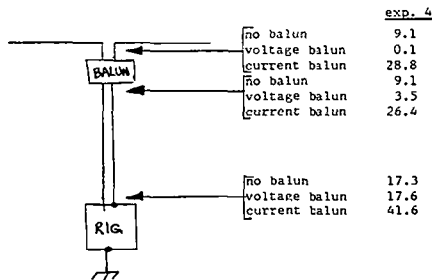 exp. 4
no balun 9.1
voltage balun 0.1
current balun 28.8
BALUN
no balun 9.1
voltage balun 3.5
current balun 26.4
no balun 17.3
voltage balun 17.6
current balun 41.6
RIG